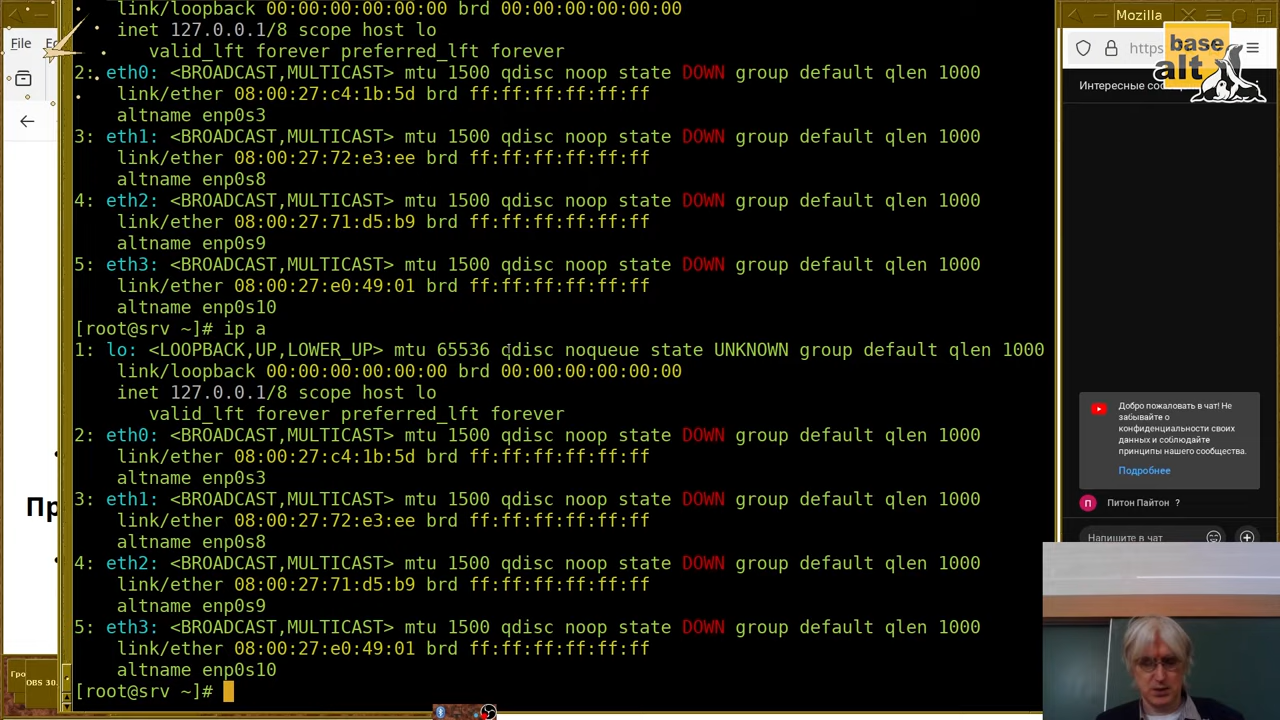 link/loopback 00:00:00:00:00:00 brd 00:00:00:00:00:00
inet 127.0.0.1/8 scope host lo
valid_lft forever preferred_lft forever
2: eth0: <BROADCAST,MULTICAST> mtu 1500 qdisc noop state DOWN group default qlen 1000
link/ether 08:00:27:c4:1b:5d brd ff:ff:ff:ff:ff:ff
altname enp0s3
3: eth1: <BROADCAST,MULTICAST> mtu 1500 qdisc noop state DOWN group default qlen 1000
link/ether 08:00:27:72:e3:ee brd ff:ff:ff:ff:ff:ff
altname enp0s8
4: eth2: <BROADCAST,MULTICAST> mtu 1500 qdisc noop state DOWN group default qlen 1000
link/ether 08:00:27:71:d5:b9 brd ff:ff:ff:ff:ff:ff
altname enp0s9
5: eth3: <BROADCAST,MULTICAST> mtu 1500 qdisc noop state DOWN group default qlen 1000
link/ether 08:00:27:e0:49:01 brd ff:ff:ff:ff:ff:ff
altname enp0s10
[root@srv ~]# ip a
1: lo: <LOOPBACK,UP,LOWER_UP> mtu 65536 qdisc noqueue state UNKNOWN group default qlen 1000
link/loopback 00:00:00:00:00:00 brd 00:00:00:00:00:00
inet 127.0.0.1/8 scope host lo
valid_lft forever preferred_lft forever
2: eth0: <BROADCAST,MULTICAST> mtu 1500 qdisc noop state DOWN group default qlen 1000
link/ether 08:00:27:c4:1b:5d brd ff:ff:ff:ff:ff:ff
altname enp0s3
3: eth1: <BROADCAST,MULTICAST> mtu 1500 qdisc noop state DOWN group default qlen 1000
link/ether 08:00:27:72:e3:ee brd ff:ff:ff:ff:ff:ff
altname enp0s8
4: eth2: <BROADCAST,MULTICAST> mtu 1500 qdisc noop state DOWN group default qlen 1000
link/ether 08:00:27:71:d5:b9 brd ff:ff:ff:ff:ff:ff
altname enp0s9
5: eth3: <BROADCAST,MULTICAST> mtu 1500 qdisc noop state DOWN group default qlen 1000
link/ether 08:00:27:e0:49:01 brd ff:ff:ff:ff:ff:ff
altname enp0s10
[root@srv ~]#
File
Пр
Гро
OBS 30.
Mozilla
https
base
alt
Интересные соо
Добро пожаловать в чат! Не
забывайте о
конфиденциальности своих
данных и соблюдайте
принципы нашего сообщества.
Подробнее
П
Питон Пайтон ?
Напишите в чат